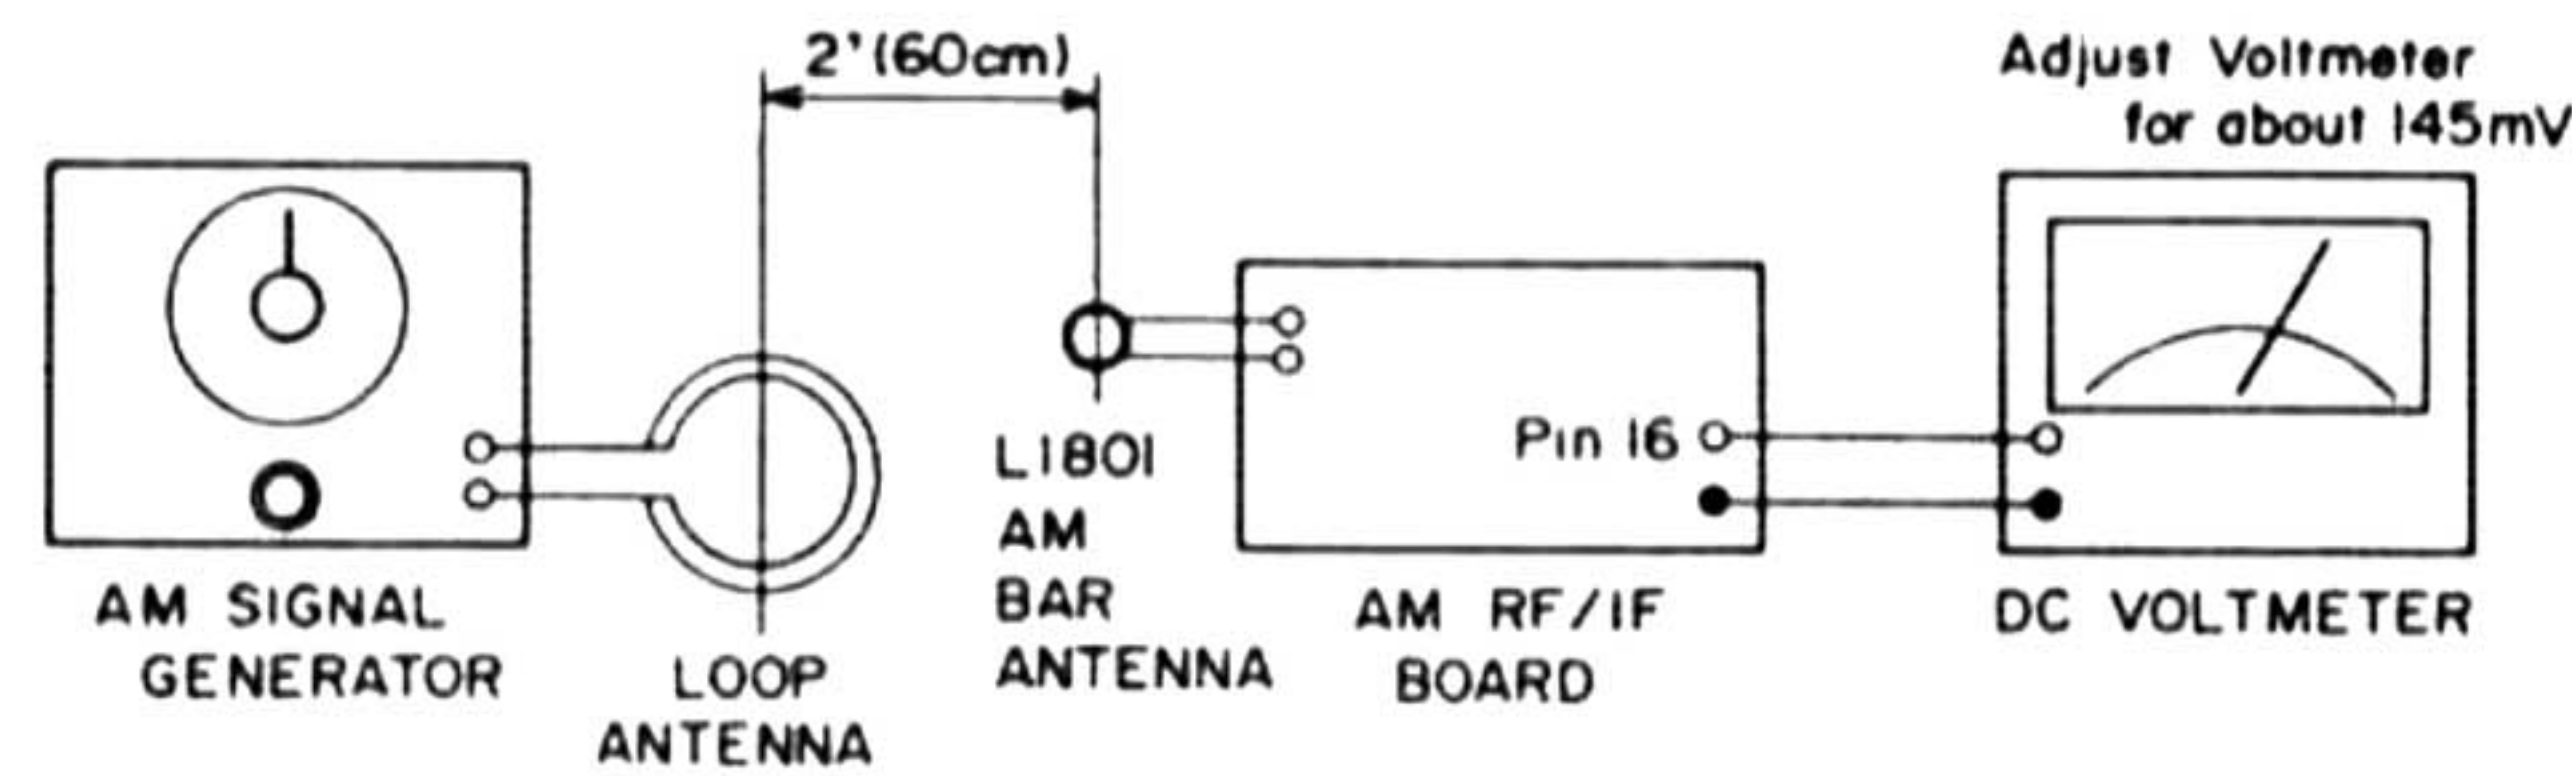 2'(60cm)
Adjust Voltmeter
for about 145mV
Pin 16
L1801
AM
BAR
ANTENNA
AM SIGNAL
GENERATOR
LOOP
ANTENNA
AM RF/IF
BOARD
DC VOLTMETER